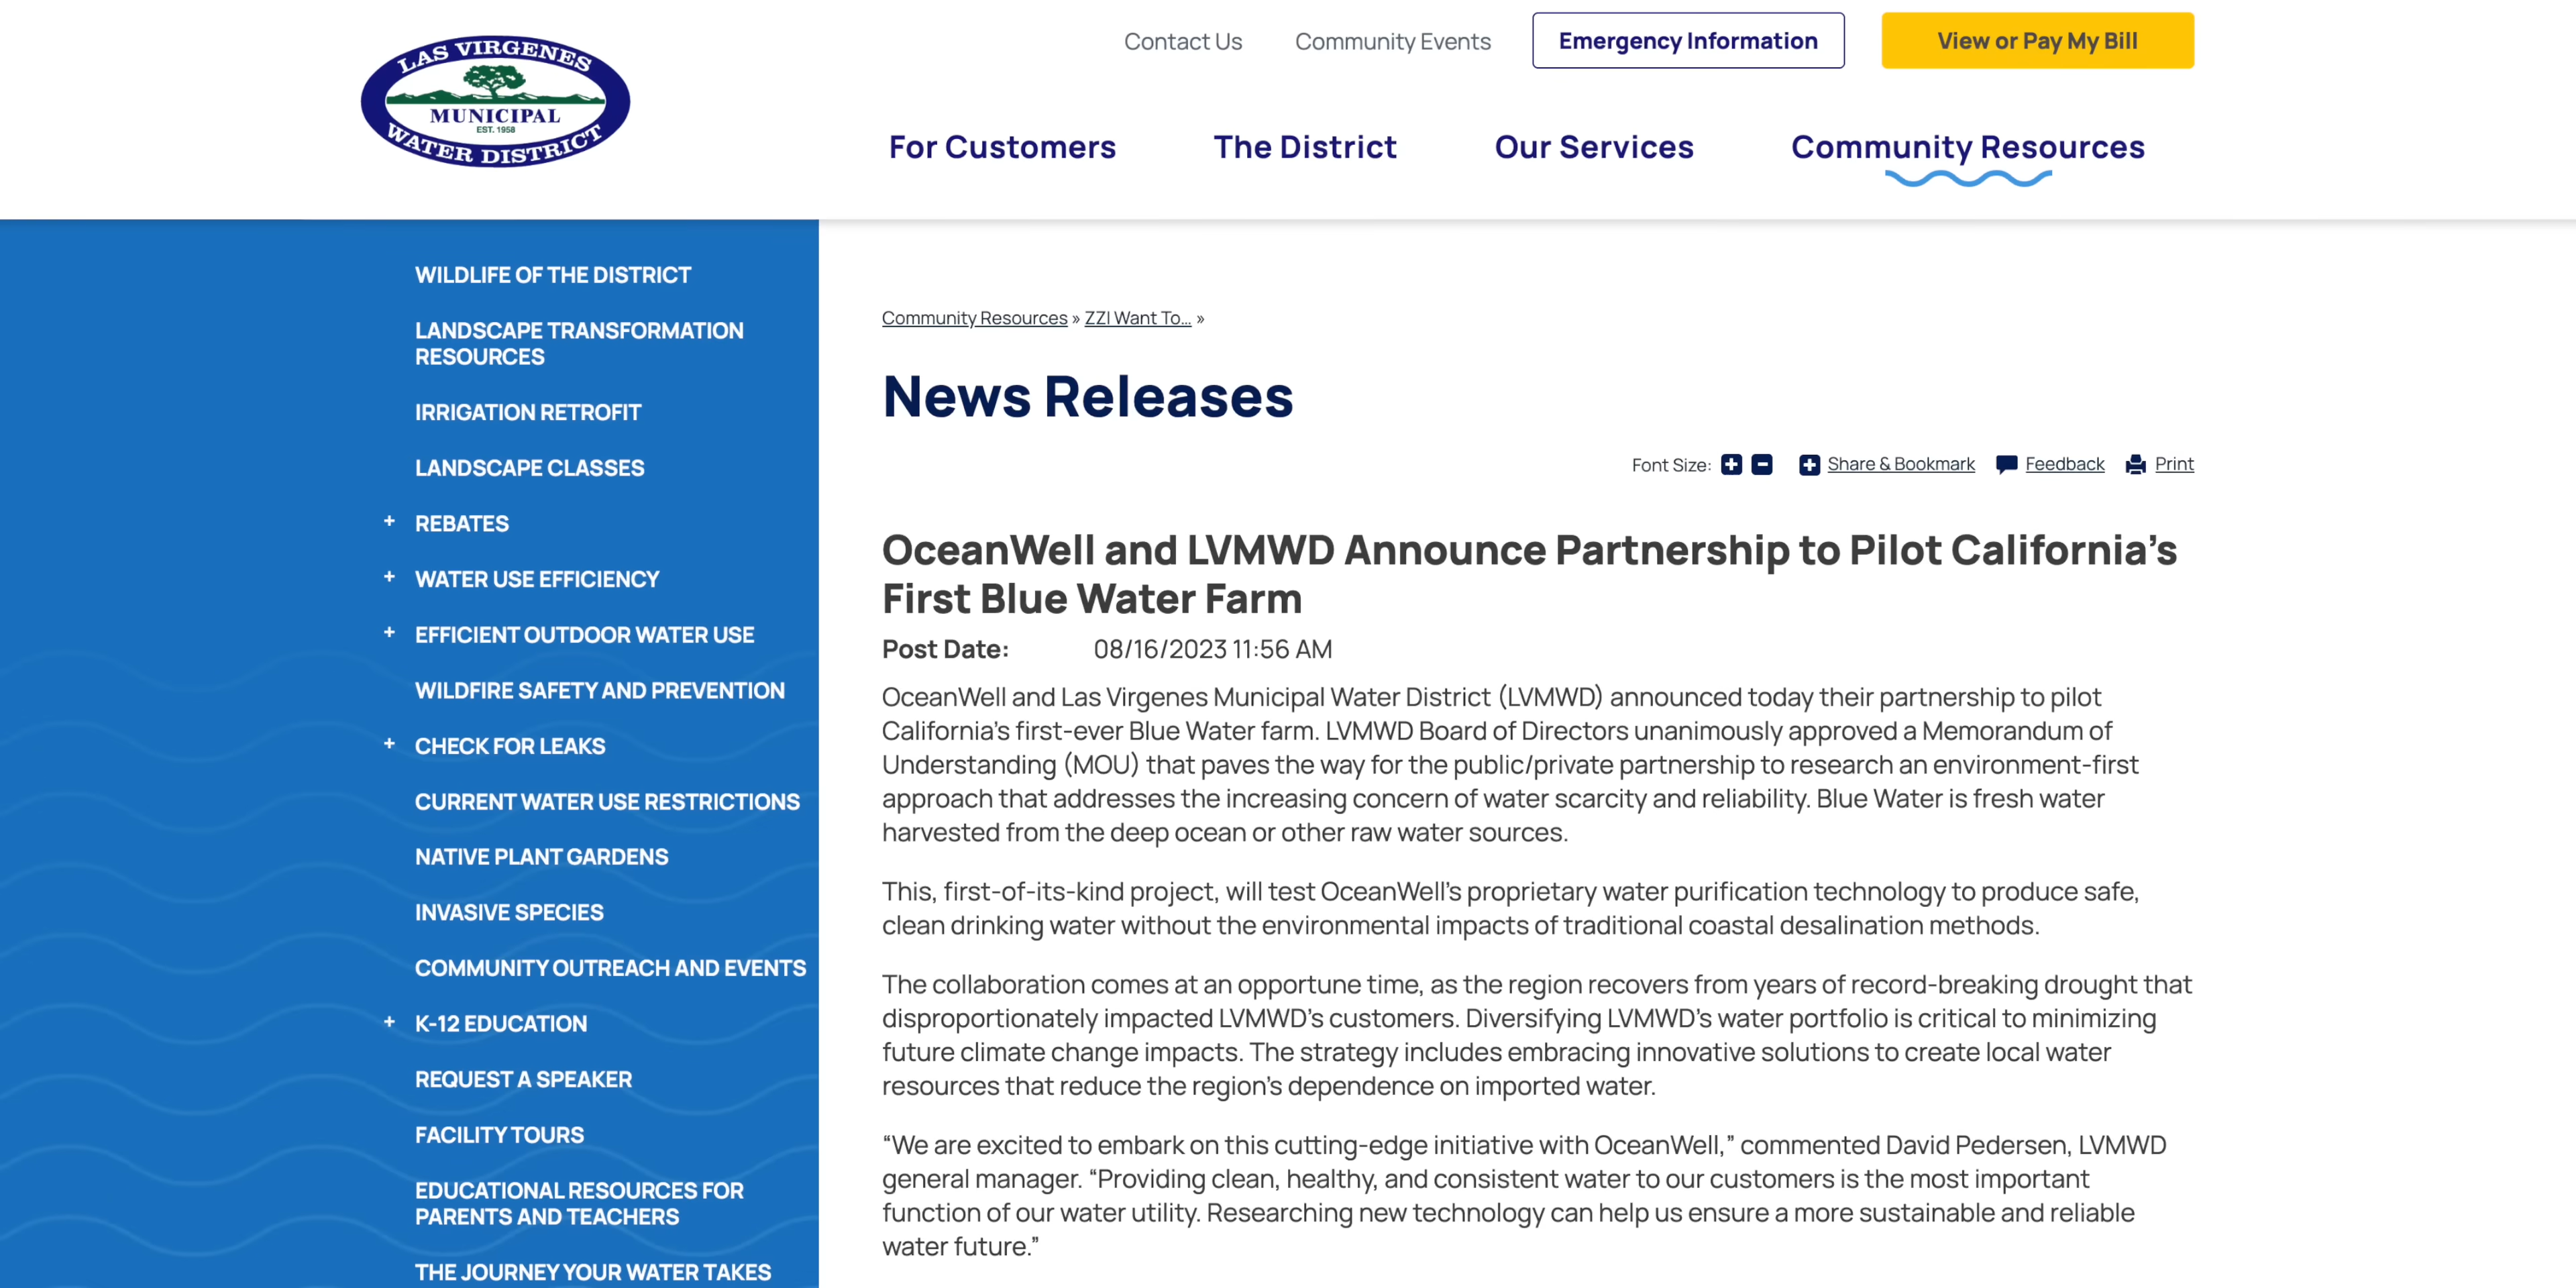 LAS VIRGENES
MUNICIPAL
EST. 1958
WATER DISTRICT
Contact Us
Community Events
Emergency Information
View or Pay My Bill
For Customers
The District
Our Services
Community Resources
WILDLIFE OF THE DISTRICT
LANDSCAPE TRANSFORMATION
RESOURCES
IRRIGATION RETROFIT
LANDSCAPE CLASSES
+ REBATES
+ WATER USE EFFICIENCY
+ EFFICIENT OUTDOOR WATER USE
WILDFIRE SAFETY AND PREVENTION
+ CHECK FOR LEAKS
CURRENT WATER USE RESTRICTIONS
NATIVE PLANT GARDENS
INVASIVE SPECIES
COMMUNITY OUTREACH AND EVENTS
+ K-12 EDUCATION
REQUEST A SPEAKER
FACILITY TOURS
EDUCATIONAL RESOURCES FOR
PARENTS AND TEACHERS
THE JOURNEY YOUR WATER TAKES
Community Resources » ZZI Want To… »
News Releases
Font Size: + - + Share & Bookmark Feedback Print
OceanWell and LVMWD Announce Partnership to Pilot California’s
First Blue Water Farm
Post Date: 08/16/2023 11:56 AM
OceanWell and Las Virgenes Municipal Water District (LVMWD) announced today their partnership to pilot
California’s first-ever Blue Water farm. LVMWD Board of Directors unanimously approved a Memorandum of
Understanding (MOU) that paves the way for the public/private partnership to research an environment-first
approach that addresses the increasing concern of water scarcity and reliability. Blue Water is fresh water
harvested from the deep ocean or other raw water sources.
This, first-of-its-kind project, will test OceanWell’s proprietary water purification technology to produce safe,
clean drinking water without the environmental impacts of traditional coastal desalination methods.
The collaboration comes at an opportune time, as the region recovers from years of record-breaking drought that
disproportionately impacted LVMWD’s customers. Diversifying LVMWD’s water portfolio is critical to minimizing
future climate change impacts. The strategy includes embracing innovative solutions to create local water
resources that reduce the region’s dependence on imported water.
“We are excited to embark on this cutting-edge initiative with OceanWell,” commented David Pedersen, LVMWD
general manager. “Providing clean, healthy, and consistent water to our customers is the most important
function of our water utility. Researching new technology can help us ensure a more sustainable and reliable
water future.”